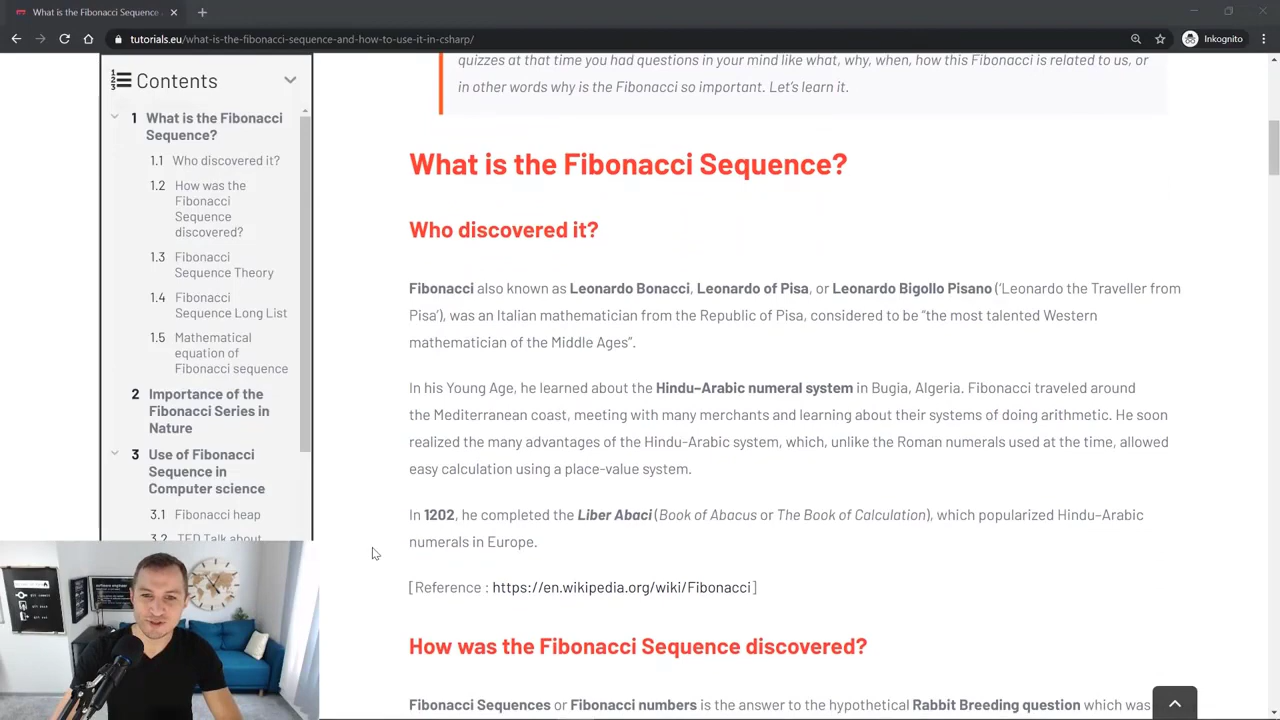 What is the Fibonacci Sequence
tutorials.eu/what-is-the-fibonacci-sequence-and-how-to-use-it-in-csharp/
Inkognito
Contents
1 What is the Fibonacci
Sequence?
1.1 Who discovered it?
1.2 How was the
Fibonacci
Sequence
discovered?
1.3 Fibonacci
Sequence Theory
1.4 Fibonacci
Sequence Long List
1.5 Mathematical
equation of
Fibonacci sequence
2 Importance of the
Fibonacci Series in
Nature
3 Use of Fibonacci
Sequence in
Computer science
3.1 Fibonacci heap
3.2 TED Talk about
quizzes at that time you had questions in your mind like what, why, when, how this Fibonacci is related to us, or
in other words why is the Fibonacci so important. Let's learn it.
What is the Fibonacci Sequence?
Who discovered it?
Fibonacci also known as Leonardo Bonacci, Leonardo of Pisa, or Leonardo Bigollo Pisano ('Leonardo the Traveller from
Pisa'), was an Italian mathematician from the Republic of Pisa, considered to be “the most talented Western
mathematician of the Middle Ages”.
In his Young Age, he learned about the Hindu–Arabic numeral system in Bugia, Algeria. Fibonacci traveled around
the Mediterranean coast, meeting with many merchants and learning about their systems of doing arithmetic. He soon
realized the many advantages of the Hindu-Arabic system, which, unlike the Roman numerals used at the time, allowed
easy calculation using a place-value system.
In 1202, he completed the Liber Abaci (Book of Abacus or The Book of Calculation), which popularized Hindu–Arabic
numerals in Europe.
[Reference : https://en.wikipedia.org/wiki/Fibonacci]
How was the Fibonacci Sequence discovered?
Fibonacci Sequences or Fibonacci numbers is the answer to the hypothetical Rabbit Breeding question which was